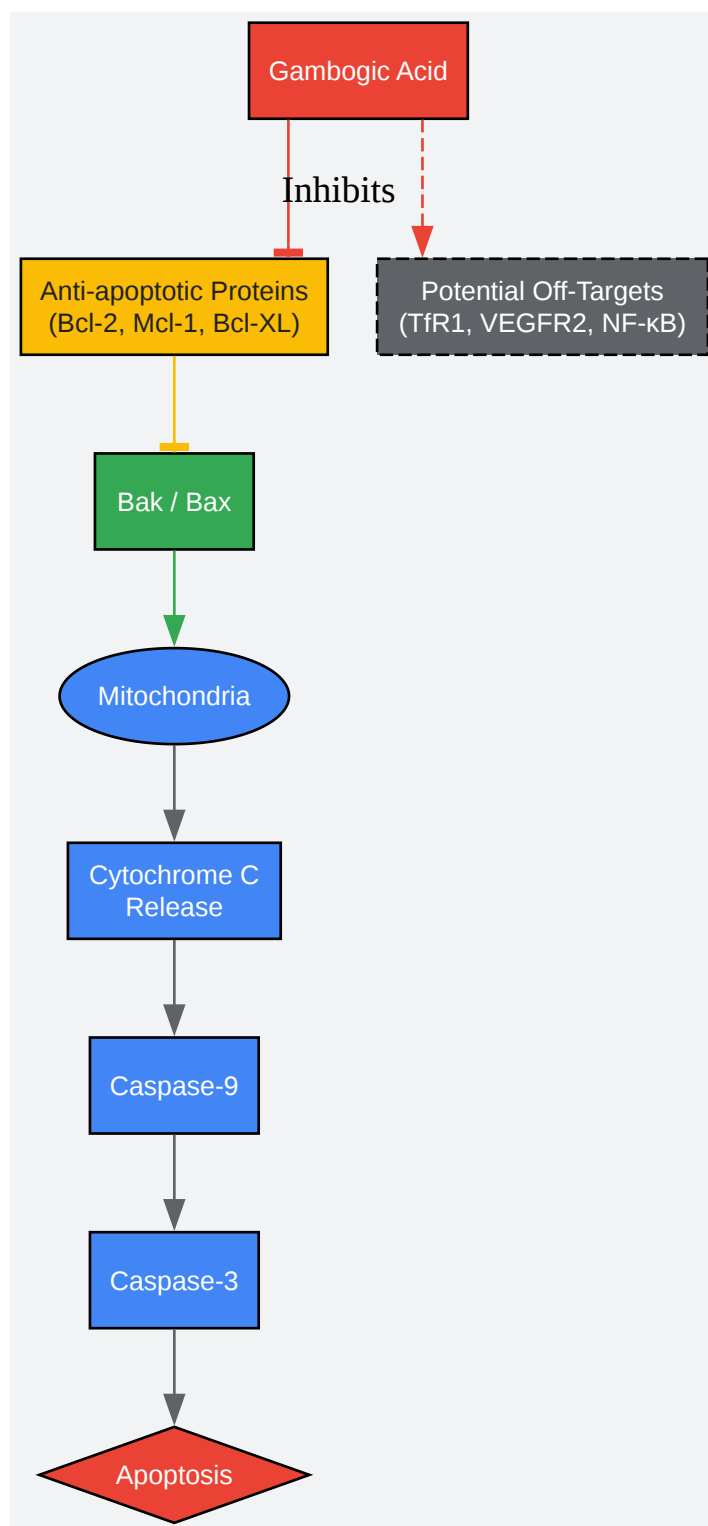 Gambogic Acid
Inhibits
Anti-apoptotic Proteins
(Bcl-2, Mcl-1, Bcl-XL)
Potential Off-Targets
(TfR1, VEGFR2, NF-κB)
Bak / Bax
Mitochondria
Cytochrome C
Release
Caspase-9
Caspase-3
Apoptosis